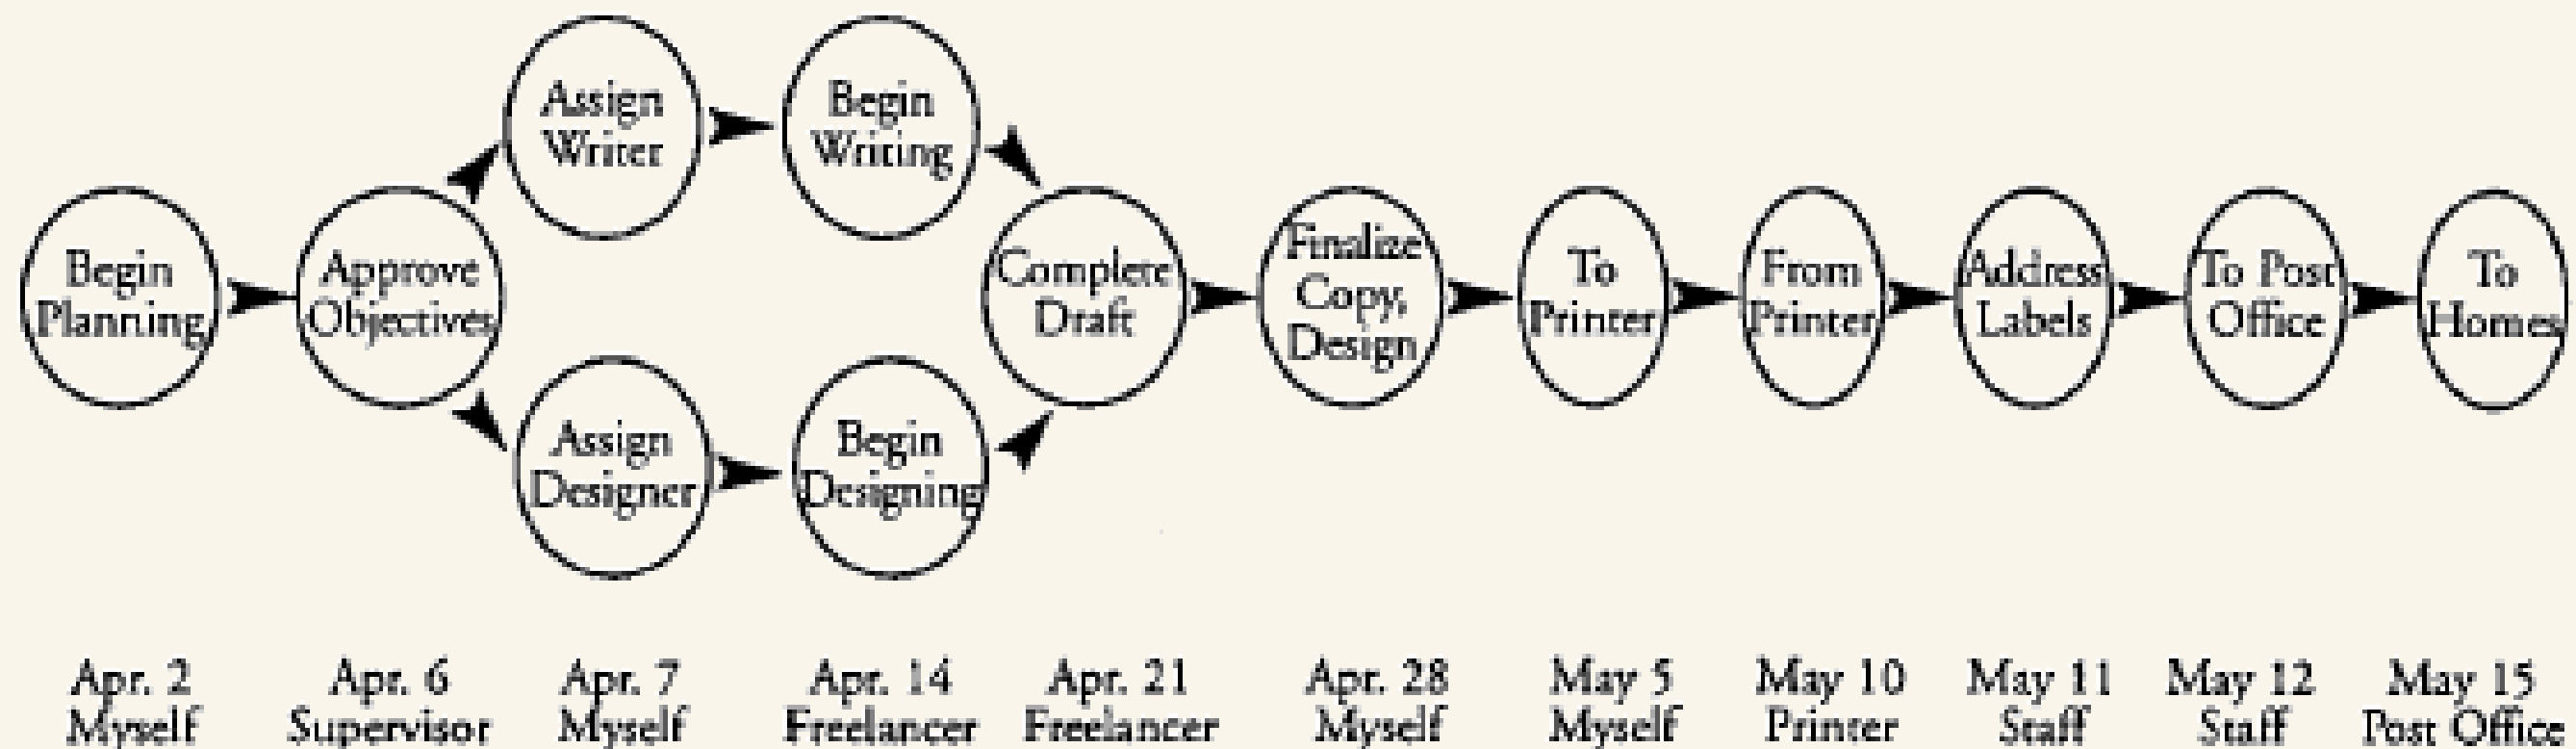 Assign
Writer
Begin
Writing
Begin
Planning
Approve
Objectives
Complete
Draft
Finalize
Copy,
Design
To
Printer
From
Printer
Address
Labels
To Post
Office
To
Homes
Assign
Designer
Begin
Designing
Apr. 2
Myself
Apr. 6
Supervisor
Apr. 7
Myself
Apr. 14
Freelancer
Apr. 21
Freelancer
Apr. 28
Myself
May 5
Myself
May 10
Printer
May 11
Staff
May 12
Staff
May 15
Post Office